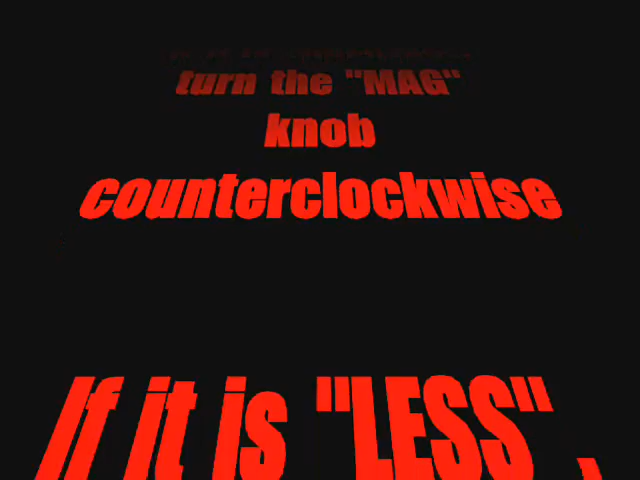 turn the "MAG"
knob
counterclockwise
If it is "LESS",